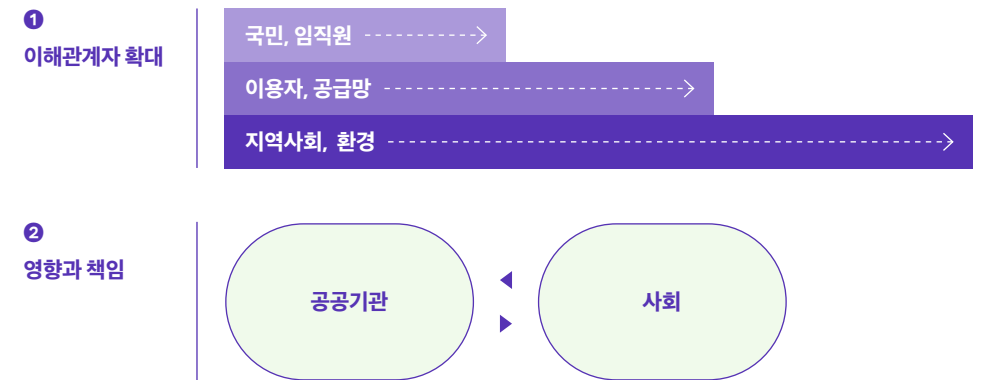 ❶
이해관계자 확대
국민, 임직원
이용자, 공급망
지역사회, 환경
❷
영향과 책임
공공기관
사회